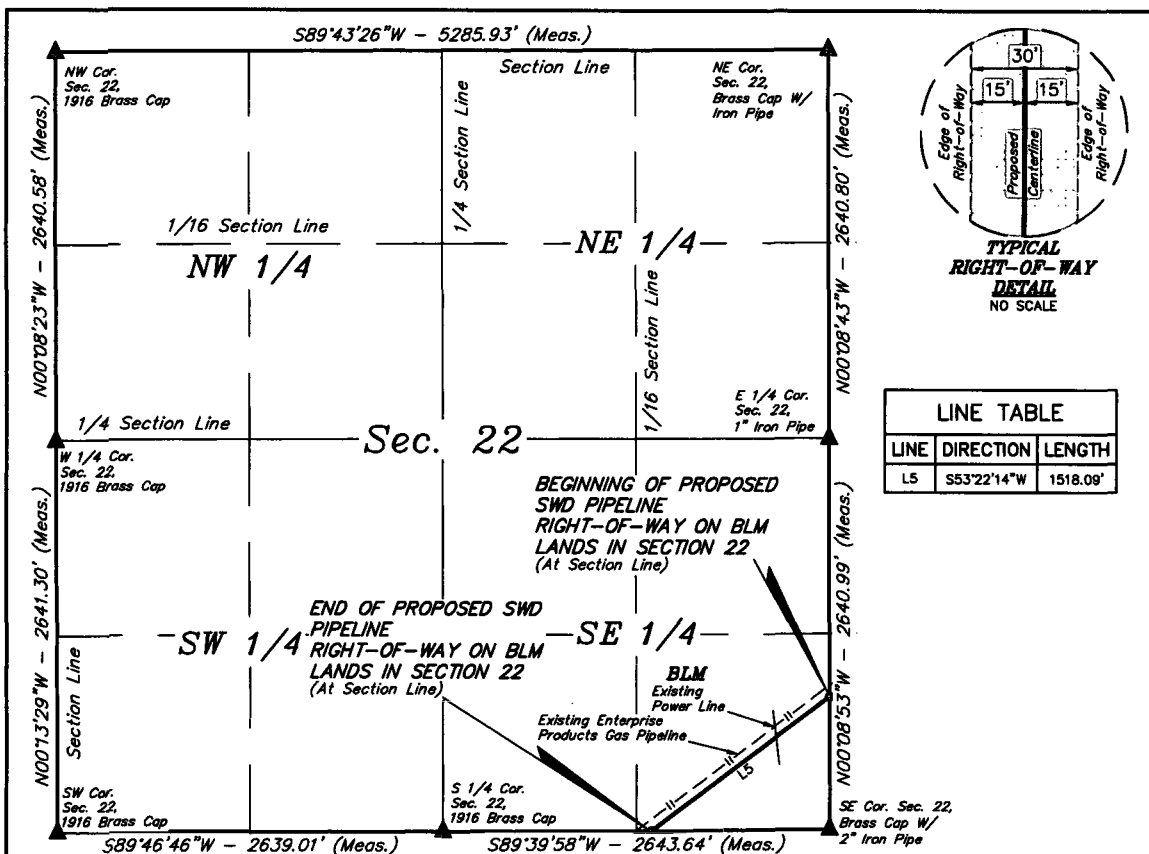 S89°43'26"W - 5285.93' (Meas.)
NW Cor.
Sec. 22,
1916 Brass Cap
Section Line
NE Cor.
Sec. 22,
Brass Cap W/
Iron Pipe
N00°08'23"W - 2640.58' (Meas.)
1/4 Section Line
N00°08'43"W - 2640.80' (Meas.)
1/16 Section Line
NW 1/4
NE 1/4
1/16 Section Line
1/4 Section Line
Sec. 22
E 1/4 Cor.
Sec. 22,
1" Iron Pipe
W 1/4 Cor.
Sec. 22,
1916 Brass Cap
BEGINNING OF PROPOSED
SWD PIPELINE
RIGHT-OF-WAY ON BLM
LANDS IN SECTION 22
(At Section Line)
N00°13'29"W - 2641.30' (Meas.)
N00°08'53"W - 2640.99' (Meas.)
END OF PROPOSED SWD
PIPELINE
RIGHT-OF-WAY ON BLM
LANDS IN SECTION 22
(At Section Line)
SW 1/4
SE 1/4
BLM
Existing
Power Line
Existing Enterprise
Products Gas Pipeline
L5
Section Line
SW Cor.
Sec. 22,
1916 Brass Cap
S 1/4 Cor.
Sec. 22,
1916 Brass Cap
SE Cor. Sec. 22,
Brass Cap W/
2" Iron Pipe
S89°46'46"W - 2639.01' (Meas.)
S89°39'58"W - 2643.64' (Meas.)
30'
15'
15'
Edge of
Right-of-Way
Proposed
Centerline
Edge of
Right-of-Way
TYPICAL
RIGHT-OF-WAY
DETAIL
NO SCALE
LINE TABLE
LINE DIRECTION LENGTH
L5 S53°22'14"W 1518.09'